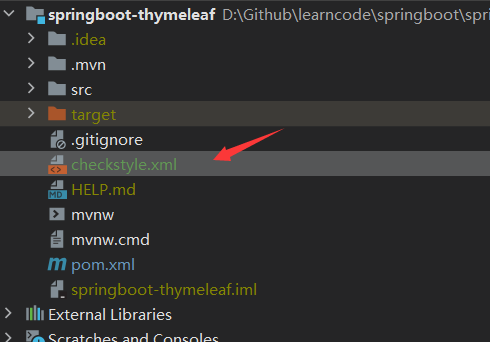 springboot-thymeleaf D:\Github\learncode\springboot\spri
.idea
.mvn
src
target
.gitignore
checkstyle.xml
HELP.md
mvnw
mvnw.cmd
pom.xml
springboot-thymeleaf.iml
External Libraries
Scratches and Consoles